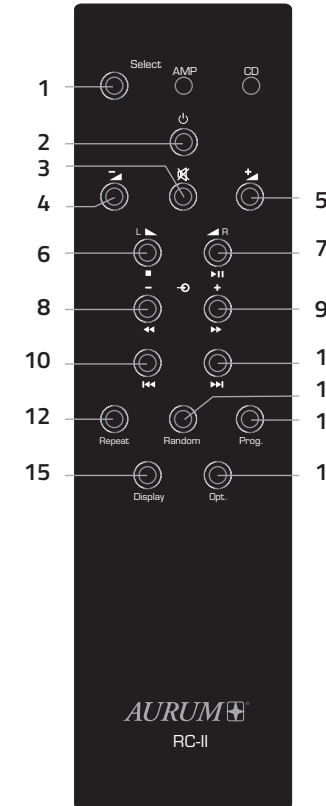 Select
AMP CD
1
2
3
4
5
L R
6
7
- +
8
9
10
1
1
12
1
Repeat Random Prog.
15
1
Display Opt.
AURUM
RC-II